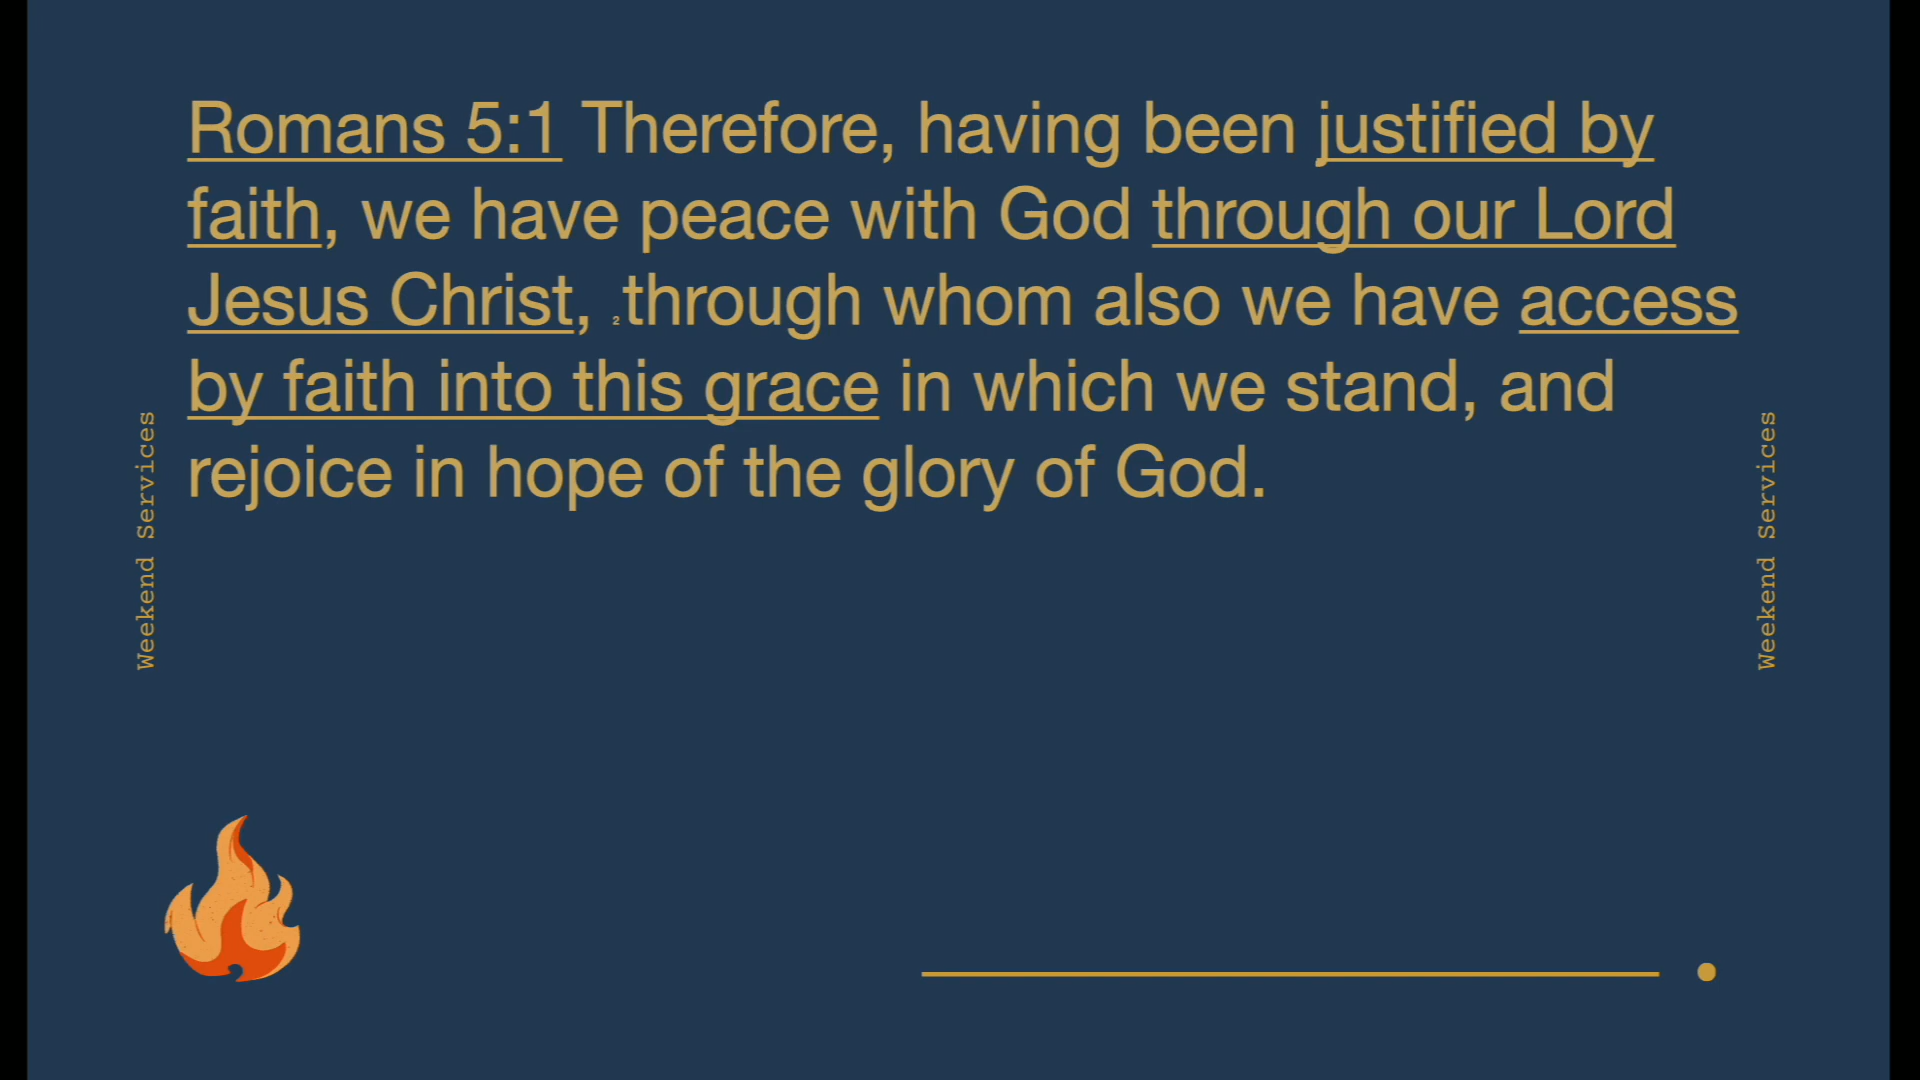 Romans 5:1 Therefore, having been justified by
faith, we have peace with God through our Lord
Jesus Christ, 2through whom also we have access
by faith into this grace in which we stand, and
rejoice in hope of the glory of God.
Weekend Services
Weekend Services